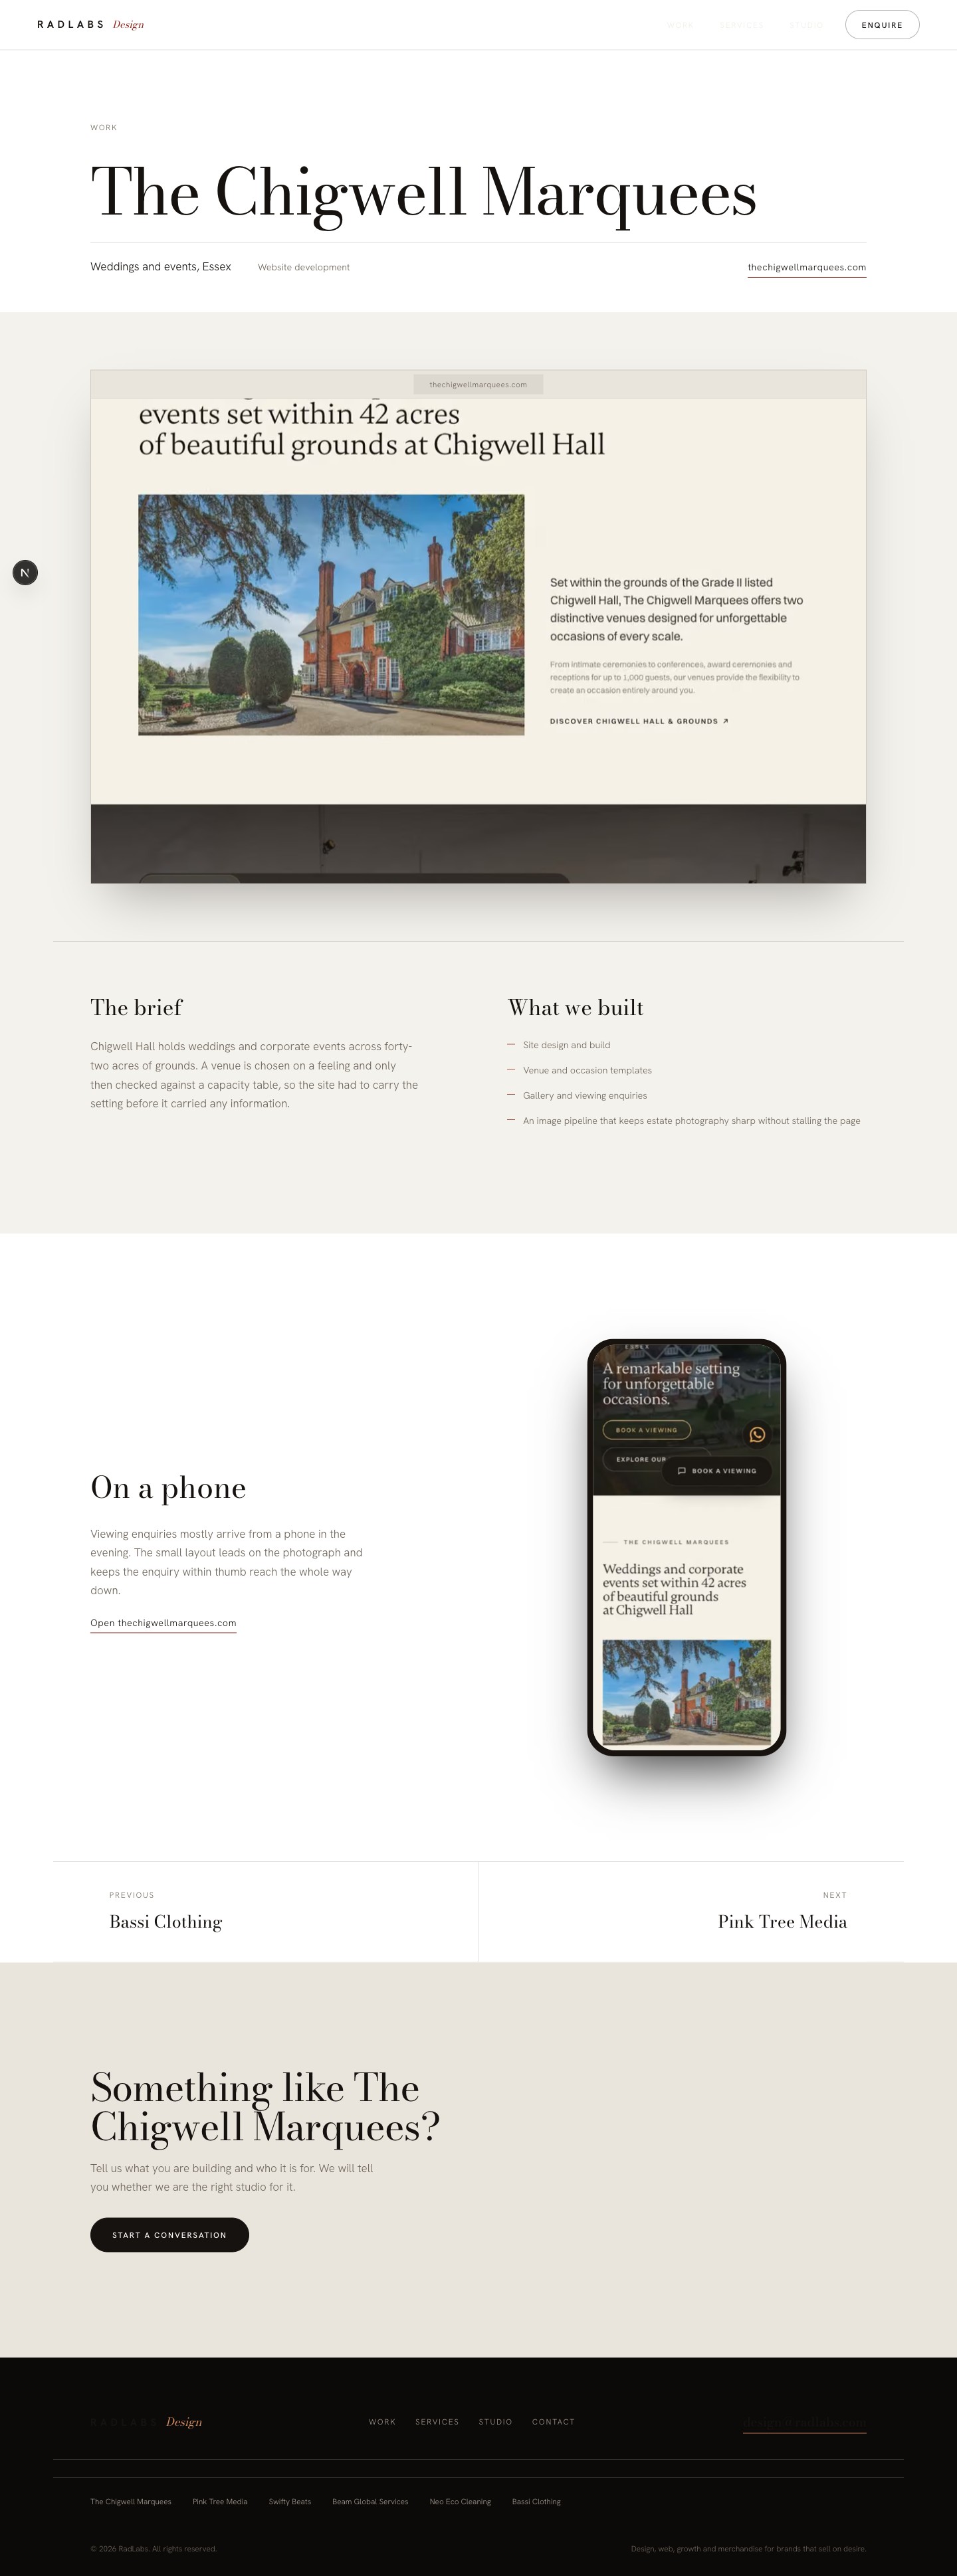 RADLABS Design
WORK SERVICES STUDIO ENQUIRE
WORK
The Chigwell Marquees
Weddings and events, Essex Website development thechigwellmarquees.com
thechigwellmarquees.com
events set within 42 acres
of beautiful grounds at Chigwell Hall
Set within the grounds of the Grade II listed
Chigwell Hall, The Chigwell Marquees offers two
distinctive venues designed for unforgettable
occasions of every scale.
From intimate ceremonies to conferences, award ceremonies and
receptions for up to 1,000 guests, our venues provide the flexibility to
create an occasion entirely around you.
DISCOVER CHIGWELL HALL & GROUNDS ↗
N
The brief
Chigwell Hall holds weddings and corporate events across forty-
two acres of grounds. A venue is chosen on a feeling and only
then checked against a capacity table, so the site had to carry the
setting before it carried any information.
What we built
Site design and build
Venue and occasion templates
Gallery and viewing enquiries
An image pipeline that keeps estate photography sharp without stalling the page
On a phone
Viewing enquiries mostly arrive from a phone in the
evening. The small layout leads on the photograph and
keeps the enquiry within thumb reach the whole way
down.
Open thechigwellmarquees.com
ESSEX
A remarkable setting
for unforgettable
occasions.
BOOK A VIEWING
EXPLORE OUR
BOOK A VIEWING
THE CHIGWELL MARQUEES
Weddings and corporate
events set within 42 acres
of beautiful grounds
at Chigwell Hall
PREVIOUS
Bassi Clothing
NEXT
Pink Tree Media
Something like The
Chigwell Marquees?
Tell us what you are building and who it is for. We will tell
you whether we are the right studio for it.
START A CONVERSATION
RADLABS Design
WORK SERVICES STUDIO CONTACT
The Chigwell Marquees Pink Tree Media Swifty Beats Beam Global Services Neo Eco Cleaning Bassi Clothing
© 2026 RadLabs. All rights reserved.
Design, web, growth and merchandise for brands that sell on desire.